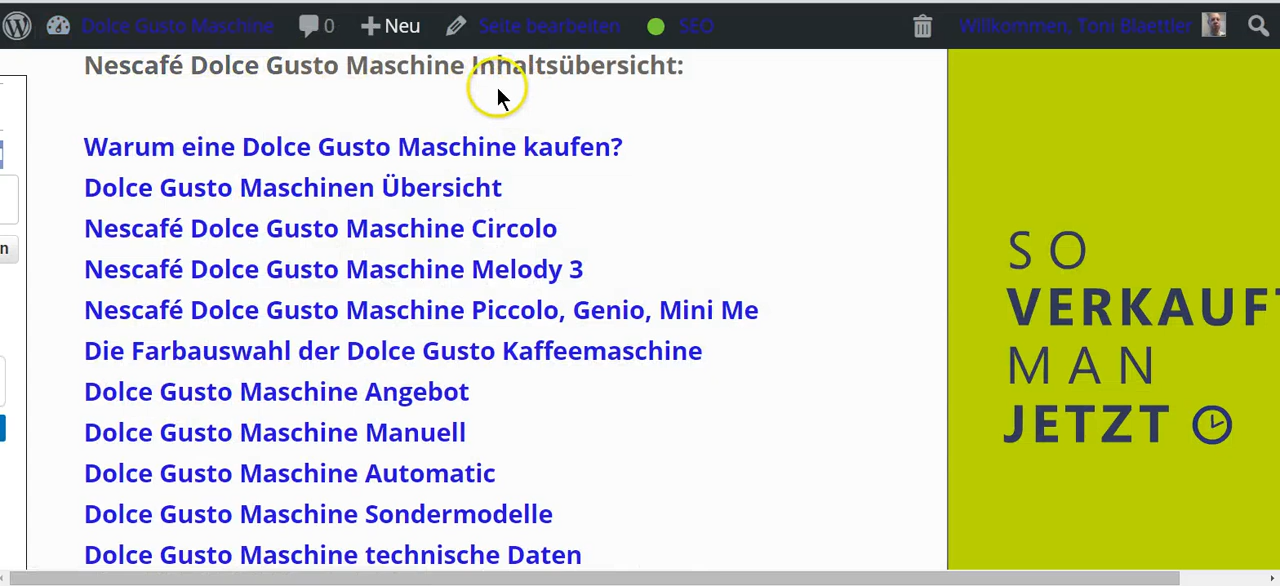 Dolce Gusto Maschine 0 Neu Seite bearbeiten SEO Willkommen, Toni Blaettler
Nescafé Dolce Gusto Maschine Inhaltsübersicht:
Warum eine Dolce Gusto Maschine kaufen?
Dolce Gusto Maschinen Übersicht
Nescafé Dolce Gusto Maschine Circolo
Nescafé Dolce Gusto Maschine Melody 3
Nescafé Dolce Gusto Maschine Piccolo, Genio, Mini Me
Die Farbauswahl der Dolce Gusto Kaffeemaschine
Dolce Gusto Maschine Angebot
Dolce Gusto Maschine Manuell
Dolce Gusto Maschine Automatic
Dolce Gusto Maschine Sondermodelle
Dolce Gusto Maschine technische Daten
n
SO
VERKAUFT
MAN
JETZT